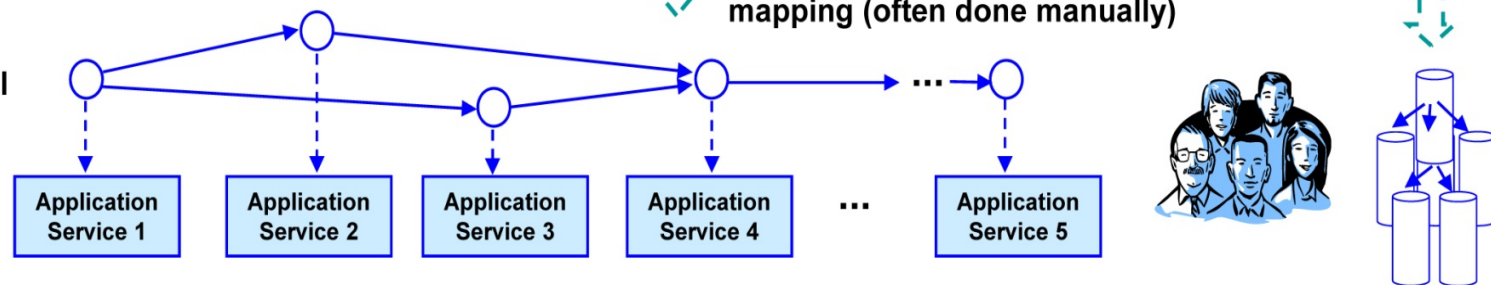 mapping (often done manually)
l
...
Application
Service 1
Application
Service 2
Application
Service 3
Application
Service 4
...
Application
Service 5